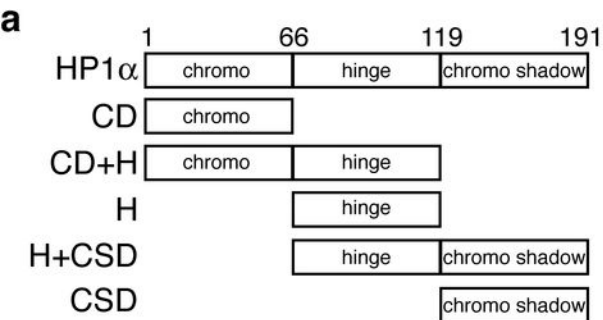 a
1 66 119 191
HP1α chromo hinge chromo shadow
CD chromo
CD+H chromo hinge
H hinge
H+CSD hinge chromo shadow
CSD chromo shadow